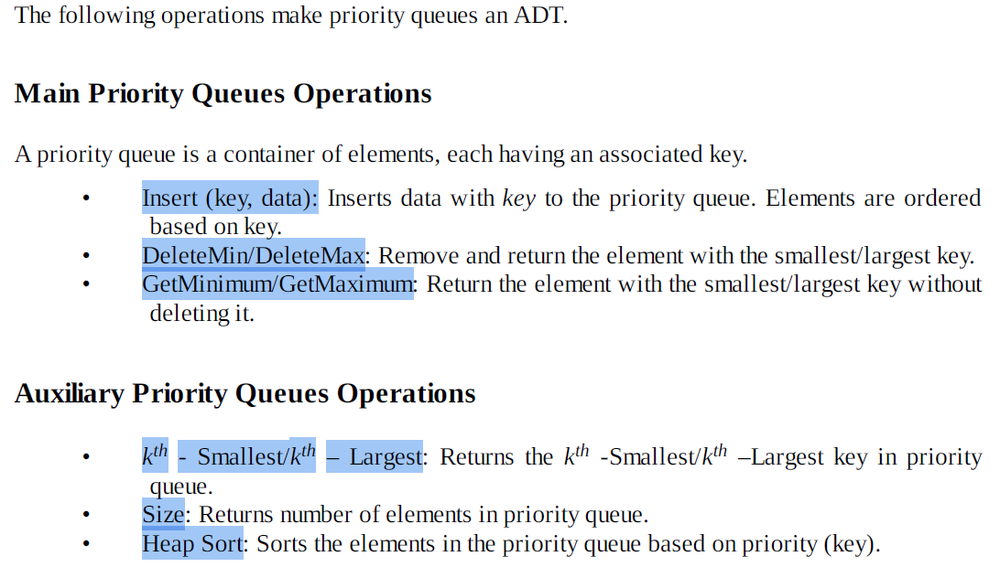 The following operations make priority queues an ADT.
Main Priority Queues Operations
A priority queue is a container of elements, each having an associated key.
• Insert (key, data): Inserts data with key to the priority queue. Elements are ordered
based on key.
• DeleteMin/DeleteMax: Remove and return the element with the smallest/largest key.
• GetMinimum/GetMaximum: Return the element with the smallest/largest key without
deleting it.
Auxiliary Priority Queues Operations
• k^th - Smallest/k^th – Largest: Returns the k^th -Smallest/k^th –Largest key in priority
queue.
• Size: Returns number of elements in priority queue.
• Heap Sort: Sorts the elements in the priority queue based on priority (key).